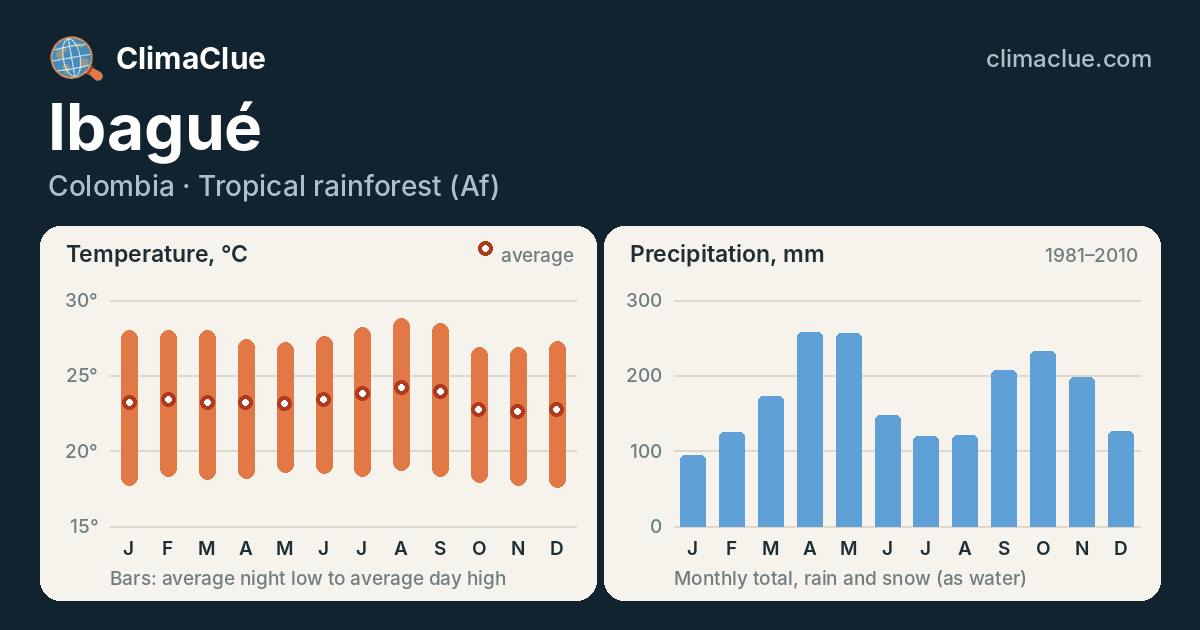 ClimaClue
climaclue.com
Ibagué
Colombia · Tropical rainforest (Af)
Temperature, °C
average
30°
25°
20°
15°
J F M A M J J A S O N D
Bars: average night low to average day high
Precipitation, mm
1981–2010
300
200
100
0
J F M A M J J A S O N D
Monthly total, rain and snow (as water)